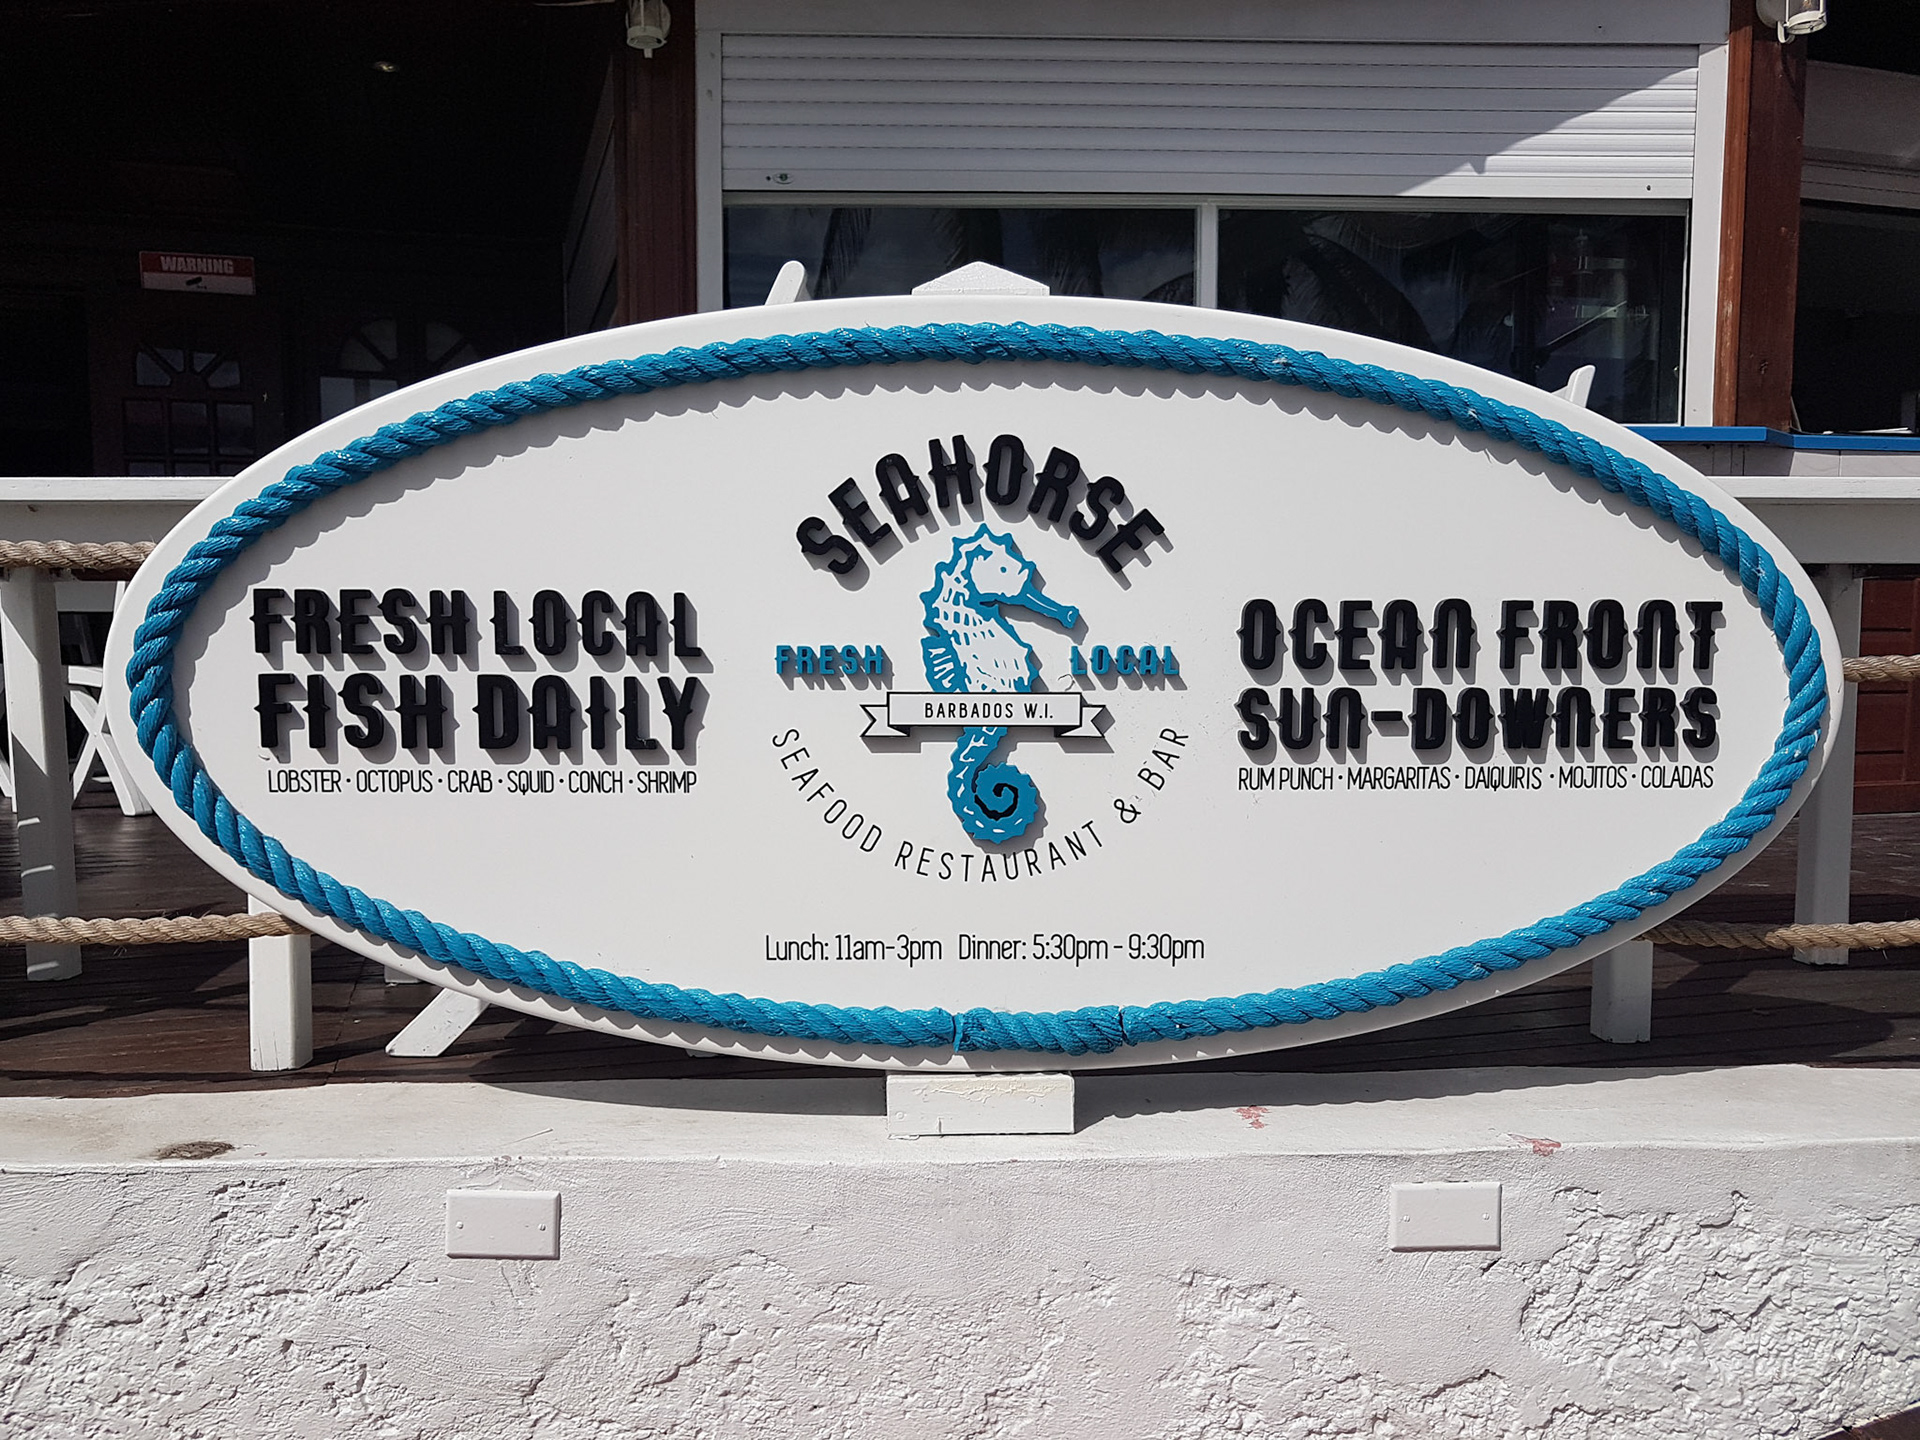 WARNING
SEAHORSE
FRESH LOCAL
BARBADOS W.I.
SEAFOOD RESTAURANT & BAR
FRESH LOCAL
FISH DAILY
LOBSTER · OCTOPUS · CRAB · SQUID · CONCH · SHRIMP
OCEAN FRONT
SUN-DOWNERS
RUM PUNCH · MARGARITAS · DAIQUIRIS · MOJITOS · COLADAS
Lunch: 11am-3pm Dinner: 5:30pm - 9:30pm